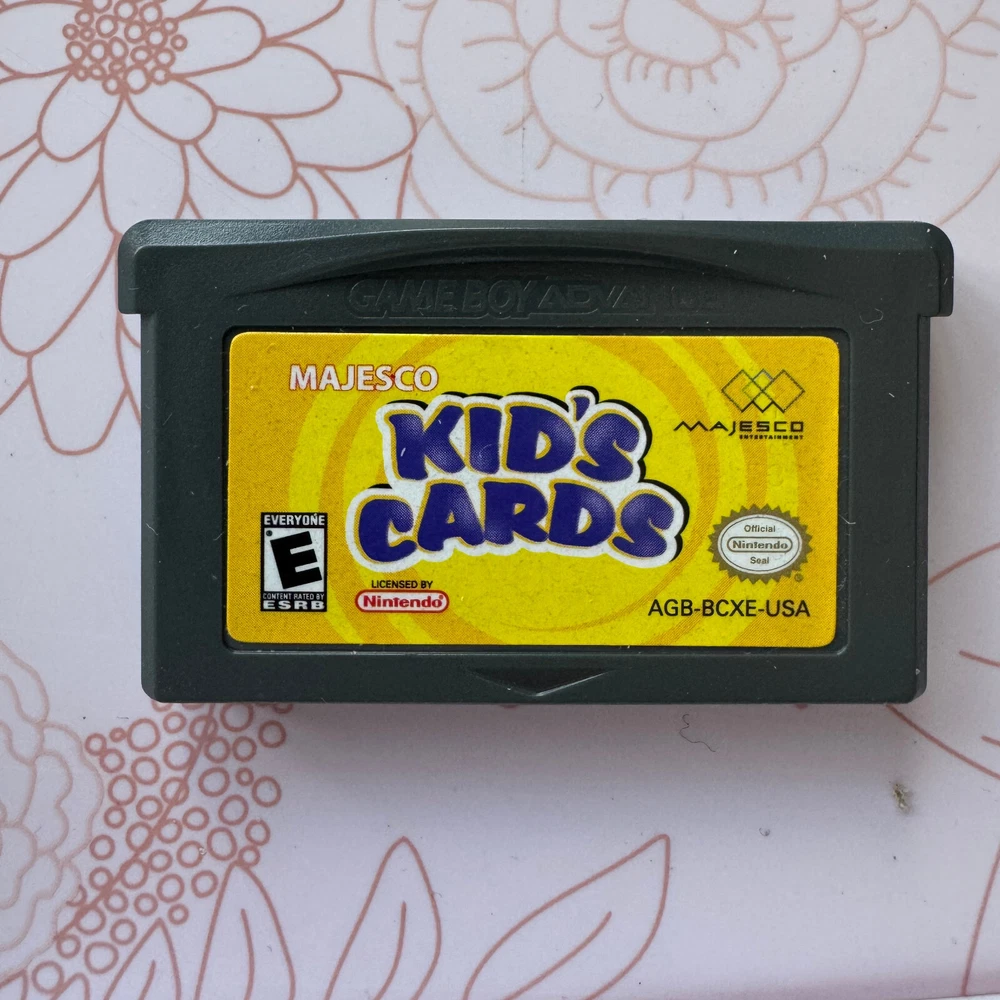 GAME BOY ADVANCE
MAJESCO
KID'S
CARDS
MAJESCO
ENTERTAINMENT
EVERYONE
E
CONTENT RATED BY
ESRB
LICENSED BY
Nintendo®
Official
Nintendo
Seal
®
AGB-BCXE-USA